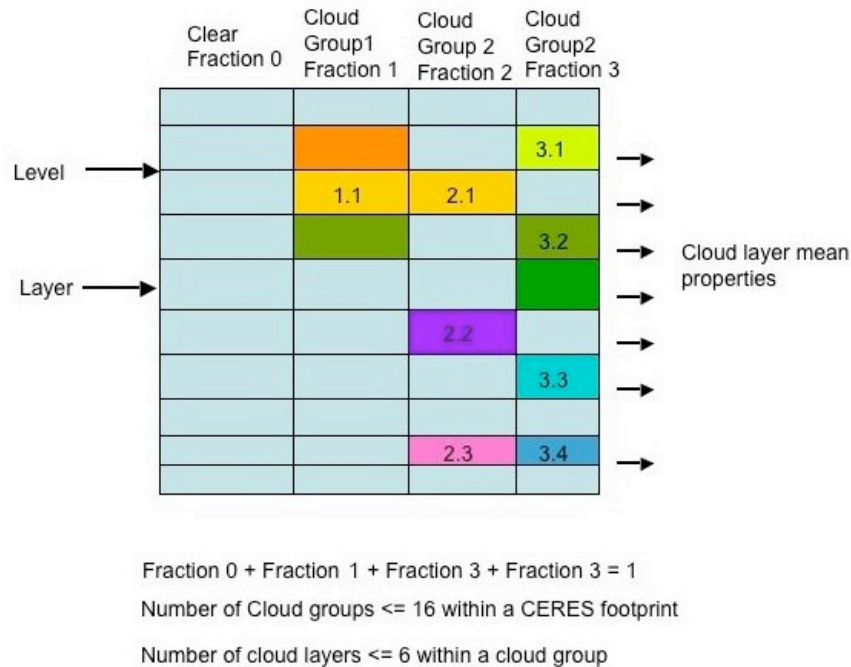 Clear
Fraction 0
Cloud
Group1
Fraction 1
Cloud
Group 2
Fraction 2
Cloud
Group2
Fraction 3
3.1
Level
1.1 2.1
3.2
Cloud layer mean
properties
Layer
2.2
3.3
2.3 3.4
Fraction 0 + Fraction 1 + Fraction 3 + Fraction 3 = 1
Number of Cloud groups <= 16 within a CERES footprint
Number of cloud layers <= 6 within a cloud group